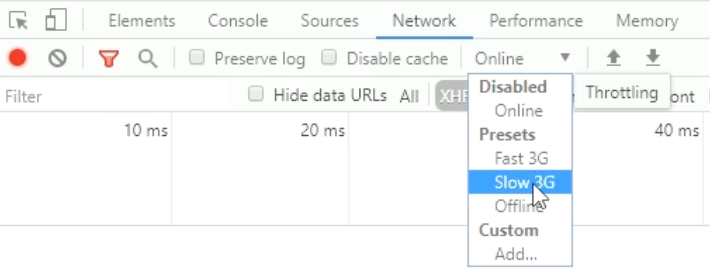 Elements Console Sources Network Performance Memory
Preserve log Disable cache Online
Filter Hide data URLs All XHR ont
Disabled
Throttling
Online
10 ms 20 ms 40 ms
Presets
Fast 3G
Slow 3G
Offline
Custom
Add...